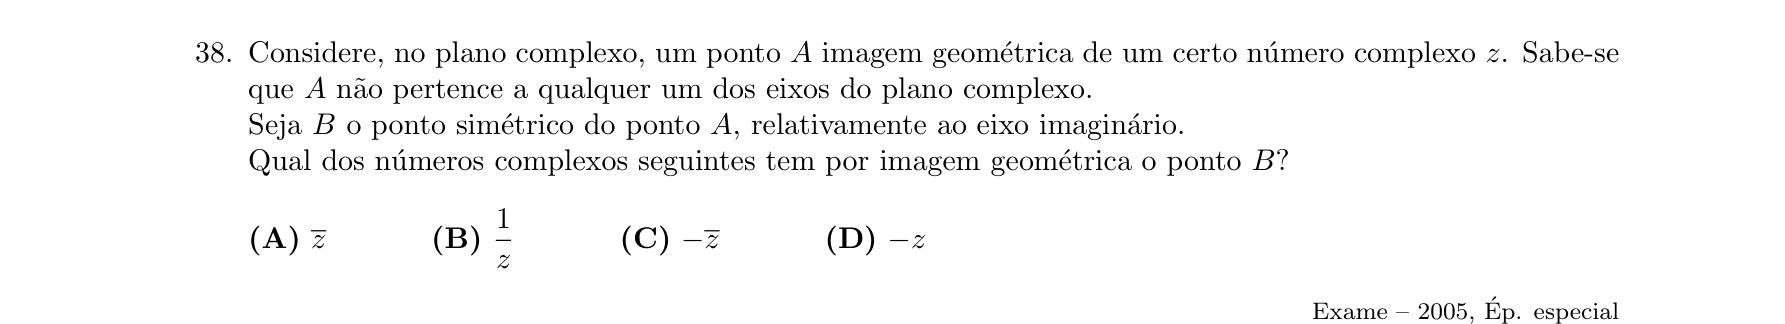 38. Considere, no plano complexo, um ponto A imagem geométrica de um certo número complexo z. Sabe-se
que A não pertence a qualquer um dos eixos do plano complexo.
Seja B o ponto simétrico do ponto A, relativamente ao eixo imaginário.
Qual dos números complexos seguintes tem por imagem geométrica o ponto B?
(A) $\overline{z}$ (B) $\frac{1}{z}$ (C) $-\overline{z}$ (D) $-z$
Exame – 2005, Ép. especial